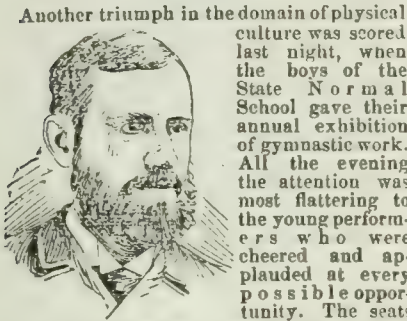 Another triumph in the domain of physical
culture was scored
last night, when
the boys of the
State Normal
School gave their
annual exhibition
of gymnastic work.
All the evening
the attention was
most flattering to
the young perform-
ers who were
cheered and ap-
plauded at every
possible oppor-
tunity. The seats